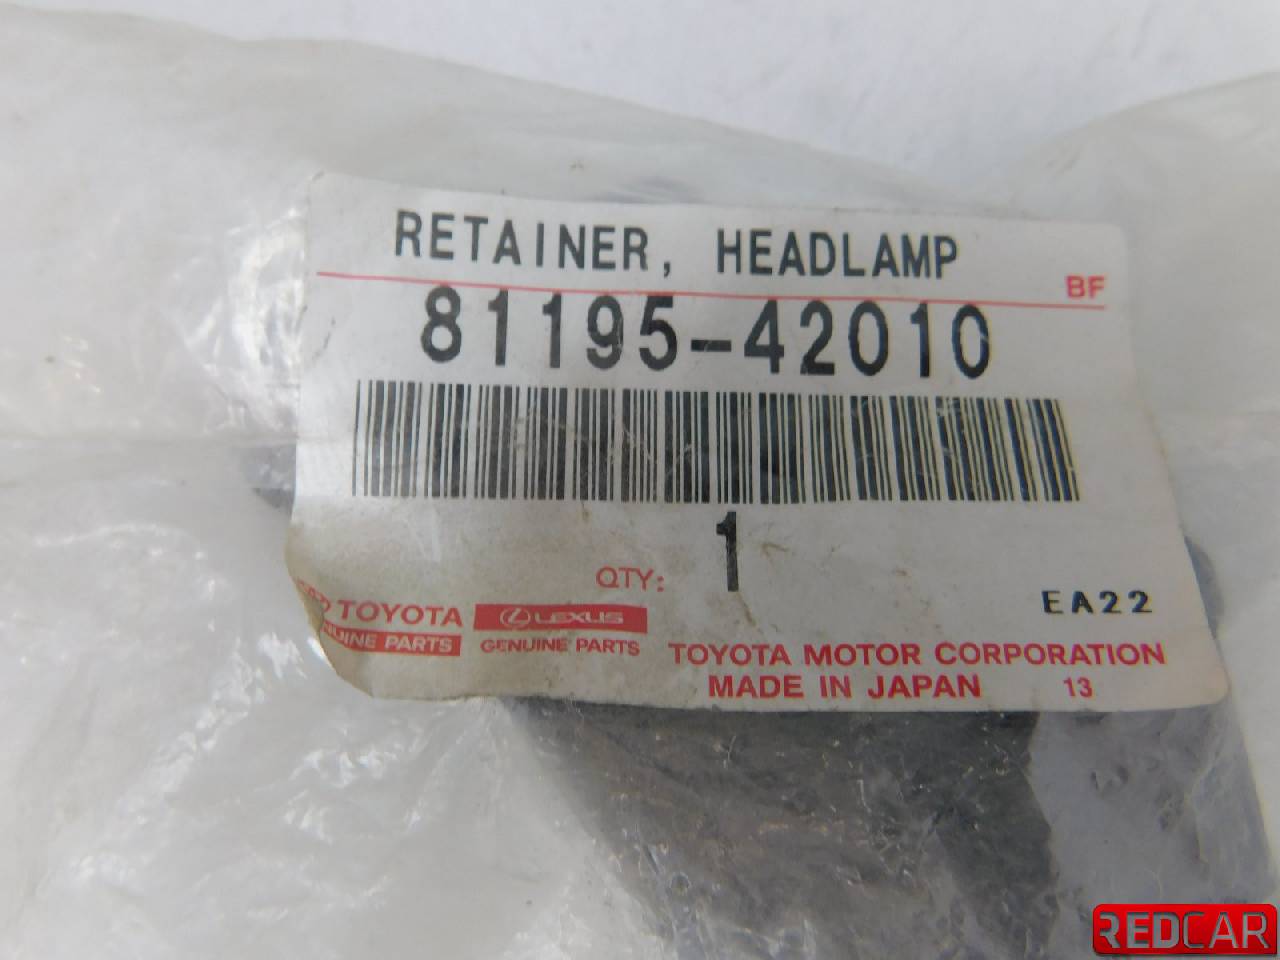 RETAINER, HEADLAMP
BF
81195-42010
1
QTY:
EA22
TOYOTA
LEXUS
GENUINE PARTS
TOYOTA MOTOR CORPORATION
PARTS
MADE IN JAPAN 13
REDCAR